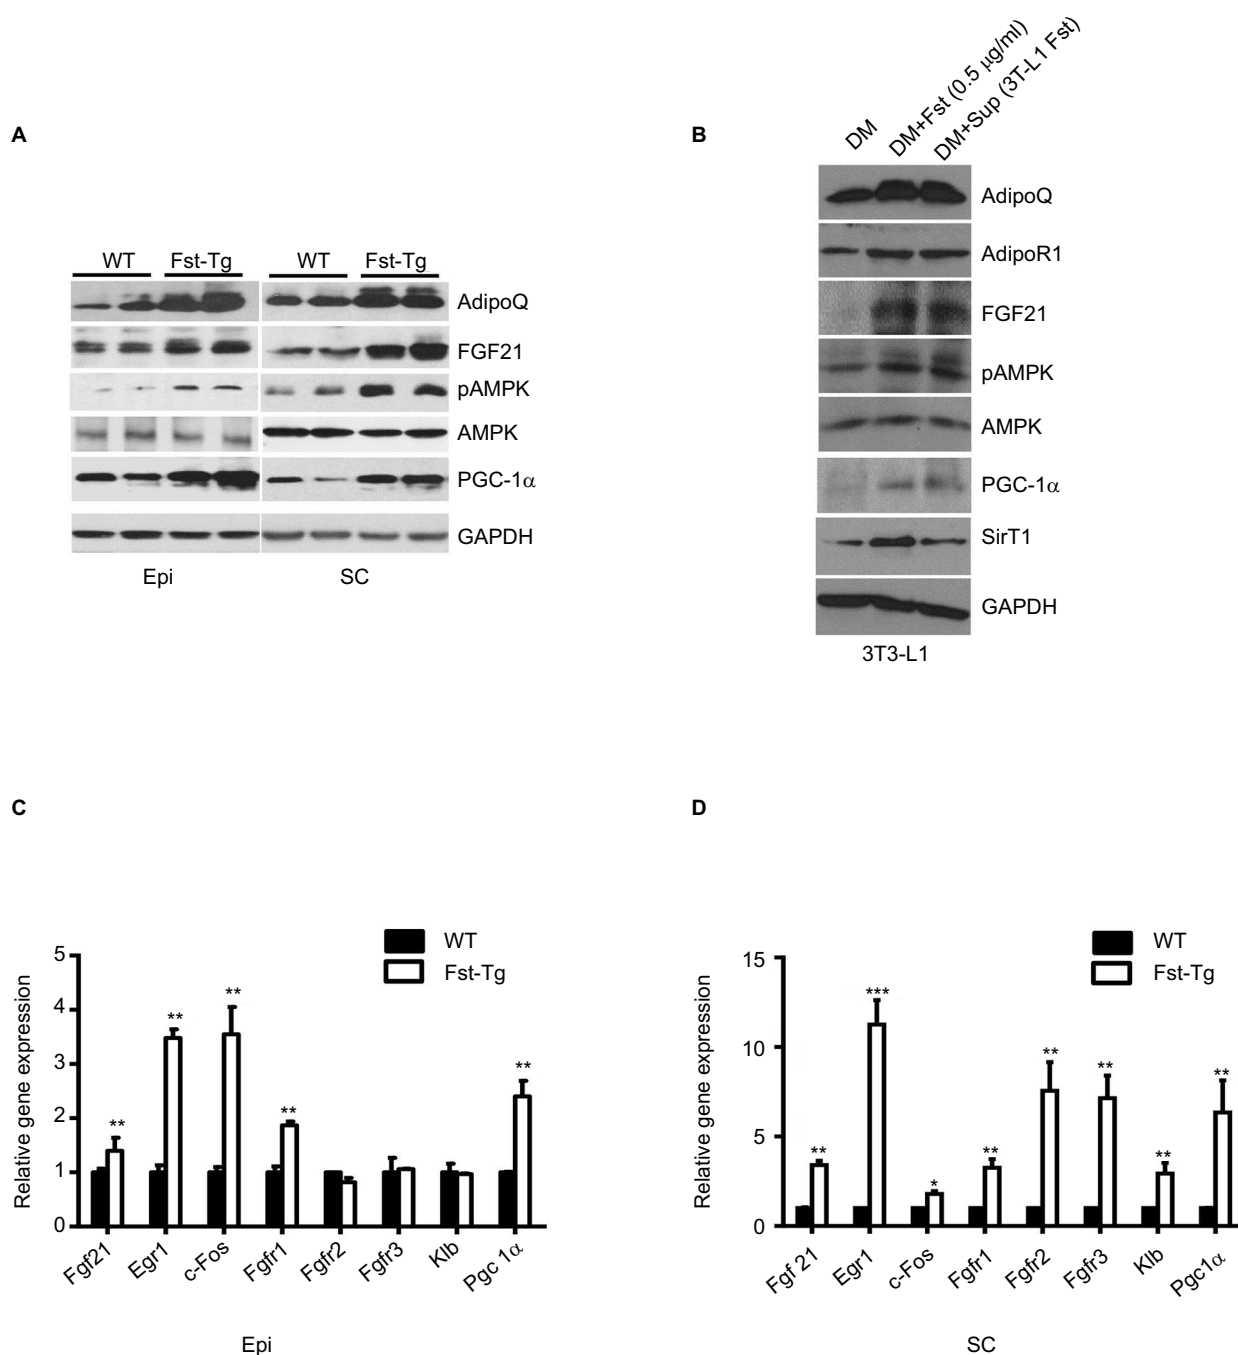 A
WT Fst-Tg WT Fst-Tg
AdipoQ
FGF21
pAMPK
AMPK
PGC-1α
GAPDH
Epi SC
B
DM DM+Fst (0.5 µg/ml) DM+Sup (3T-L1 Fst)
AdipoQ
AdipoR1
FGF21
pAMPK
AMPK
PGC-1α
SirT1
GAPDH
3T3-L1
C
WT
Fst-Tg
Relative gene expression
5
4
3
2
1
0
** ** ** ** **
Fgf21 Egr1 c-Fos Fgfr1 Fgfr2 Fgfr3 Klb Pgc 1α
Epi
D
WT
Fst-Tg
Relative gene expression
15
10
5
0
** *** * ** ** ** ** **
Fgf 21 Egr1 c-Fos Fgfr1 Fgfr2 Fgfr3 Klb Pgc1α
SC